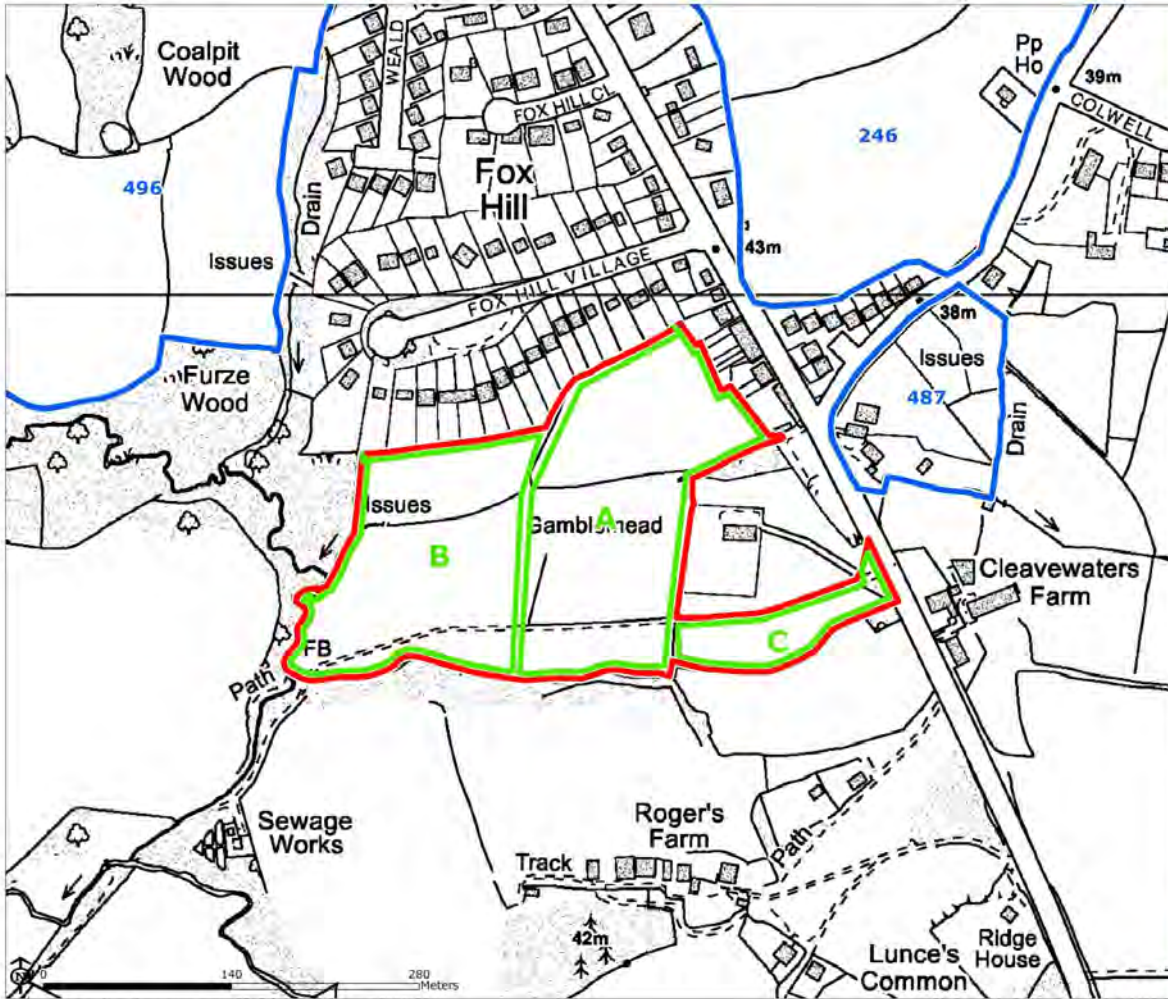 Coalpit
Wood
WEALD
FOX HILL CL
Pp
Ho
39m
COLWELL
246
496
Fox
Hill
Drain
Issues
43m
FOX HILL VILLAGE
38m
Furze
Wood
Issues
487
Drain
Issues
Gamblemead
A
B
Cleavewaters
Farm
C
FB
Path
Roger's
Farm
Sewage
Works
Track
Path
42m
Ridge
House
Lunce's
Common
N
0 140 280
Meters